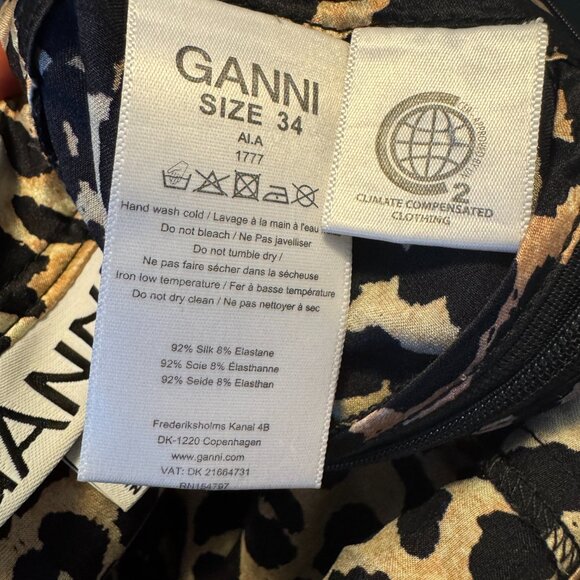 GANNI
SIZE 34
AI.A
1777
Hand wash cold / Lavage à la main à l'eau
Do not bleach / Ne Pas javelliser
Do not tumble dry /
Ne pas faire sécher dans la sécheuse
Iron low temperature / Fer à basse température
Do not dry clean / Ne pas nettoyer à sec
92% Silk 8% Elastane
92% Soie 8% Élasthanne
92% Seide 8% Elasthan
Frederiksholms Kanal 4B
DK-1220 Copenhagen
www.ganni.com
VAT: DK 21664731
RN154797
2
CLIMATE COMPENSATED
CLOTHING
GANNI